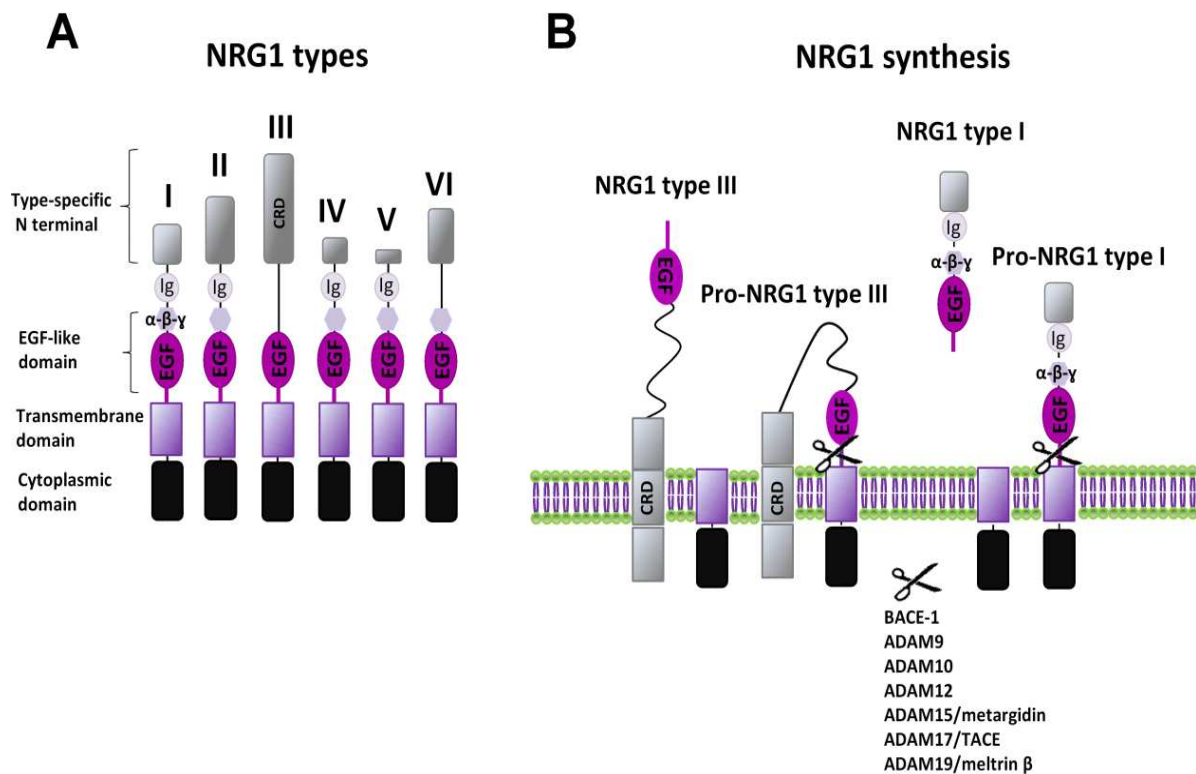 A
NRG1 types
I
II
III
IV
V
VI
Type-specific
N terminal
CRD
Ig
Ig
Ig
Ig
α-β-γ
EGF-like
domain
EGF
EGF
EGF
EGF
EGF
EGF
Transmembrane
domain
Cytoplasmic
domain
B
NRG1 synthesis
NRG1 type III
EGF
CRD
Pro-NRG1 type III
EGF
CRD
NRG1 type I
Ig
α-β-γ
EGF
Pro-NRG1 type I
Ig
α-β-γ
EGF
BACE-1
ADAM9
ADAM10
ADAM12
ADAM15/metargidin
ADAM17/TACE
ADAM19/meltrin β